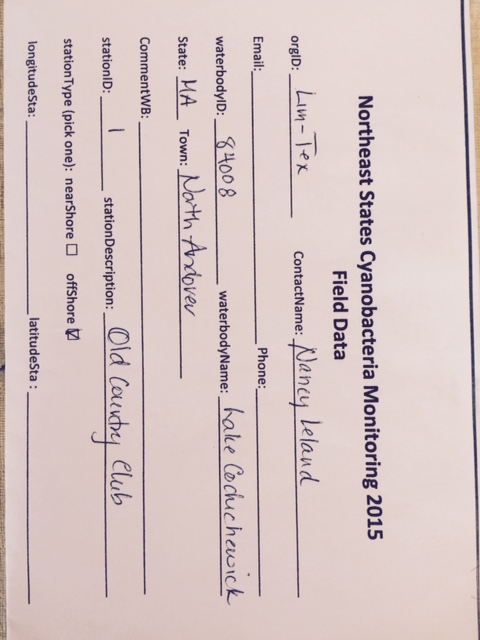 Northeast States Cyanobacteria Monitoring 2015
Field Data
orgID: Lim-Tex ContactName: Nancy Leland
Email: Phone:
waterbodyID: 84008 waterbodyName: Lake Cochichewick
State: MA Town: North Andover
CommentWB:
stationID: 1 stationDescription: Old Country Club
stationType (pick one): nearShore ☐ offShore ☑
longitudeSta: latitudeSta :